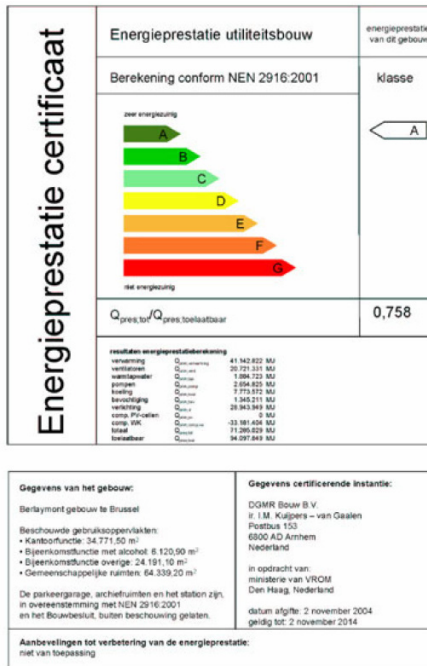 Energieprestatie certificaat
Energieprestatie utiliteitsbouw
energieprestatie
van dit gebouw
Berekening conform NEN 2916:2001
klasse
zeer energiezuinig
A
A
B
C
D
E
F
G
niet energiezuinig
Qpres;tot/Qpres;toelaatbaar
0,758
resultaten energieprestatieberekening
verwarming 41.142.822 MJ
ventilatoren 20.721.331 MJ
warmtapwater MJ
pompen 2.654.825 MJ
koeling 7.773.572 MJ
bevochtiging 1.345.211 MJ
verlichting 28.943.949 MJ
comp. PV-cellen 0 MJ
comp. WK -33.181.404 MJ
totaal 71.285.029 MJ
toelaatbaar 94.097.849 MJ
Gegevens van het gebouw:
Berlaymont gebouw te Brussel
Beschouwde gebruiksoppervlakten:
• Kantoorfunctie: 34.771,50 m²
• Bijeenkomstfunctie met alcohol: 6.120,90 m²
• Bijeenkomstfunctie overige: 24.191,10 m²
• Gemeenschappelijke ruimten: 64.339,20 m²
De parkeergarage, archiefruimten en het station zijn,
in overeenstemming met NEN 2916:2001
en het Bouwbesluit, buiten beschouwing gelaten.
Gegevens certificerende instantie:
DGMR Bouw B.V.
ir. I.M. Kuijpers – van Gaalen
Postbus 153
6800 AD Arnhem
Nederland
in opdracht van:
ministerie van VROM
Den Haag, Nederland
datum afgifte: 2 november 2004
geldig tot: 2 november 2014
Aanbevelingen tot verbetering van de energieprestatie:
niet van toepassing